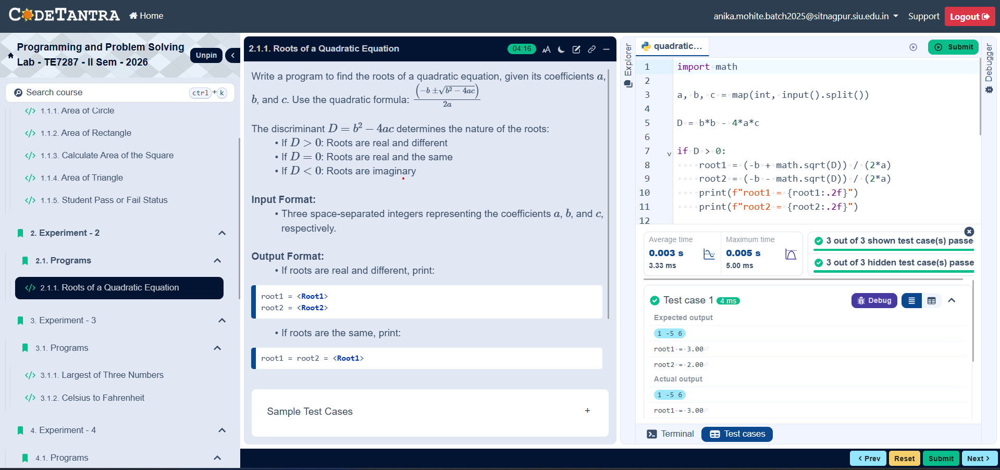 CODETANTRA
Home
anika.mohite.batch2025@sitnagpur.siu.edu.in
Support
Logout
Programming and Problem Solving
Lab - TE7287 - II Sem - 2026
Unpin
Search course
ctrl + k
1.1.1. Area of Circle
1.1.2. Area of Rectangle
1.1.3. Calculate Area of the Square
1.1.4. Area of Triangle
1.1.5. Student Pass or Fail Status
2. Experiment - 2
2.1. Programs
2.1.1. Roots of a Quadratic Equation
3. Experiment - 3
3.1. Programs
3.1.1. Largest of Three Numbers
3.1.2. Celsius to Fahrenheit
4. Experiment - 4
4.1. Programs
2.1.1. Roots of a Quadratic Equation
04:16
AA
Write a program to find the roots of a quadratic equation, given its coefficients a,
b, and c. Use the quadratic formula: (−b ±√b² − 4ac) / 2a
The discriminant D = b² − 4ac determines the nature of the roots:
• If D > 0: Roots are real and different
• If D = 0: Roots are real and the same
• If D < 0: Roots are imaginary
Input Format:
• Three space-separated integers representing the coefficients a, b, and c,
respectively.
Output Format:
• If roots are real and different, print:
root1 = <Root1>
root2 = <Root2>
• If roots are the same, print:
root1 = root2 = <Root1>
Sample Test Cases
+
Explorer
quadratic...
Submit
Debugger
1 import math
2
3 a, b, c = map(int, input().split())
4
5 D = b*b - 4*a*c
6
7 if D > 0:
8 root1 = (-b + math.sqrt(D)) / (2*a)
9 root2 = (-b - math.sqrt(D)) / (2*a)
10 print(f"root1 = {root1:.2f}")
11 print(f"root2 = {root2:.2f}")
12
Average time
0.003 s
3.33 ms
Maximum time
0.005 s
5.00 ms
3 out of 3 shown test case(s) passe
3 out of 3 hidden test case(s) passe
Test case 1 4 ms
Debug
Expected output
1 -5 6
root1 = 3.00
root2 = 2.00
Actual output
1 -5 6
root1 = 3.00
Terminal
Test cases
< Prev
Reset
Submit
Next >